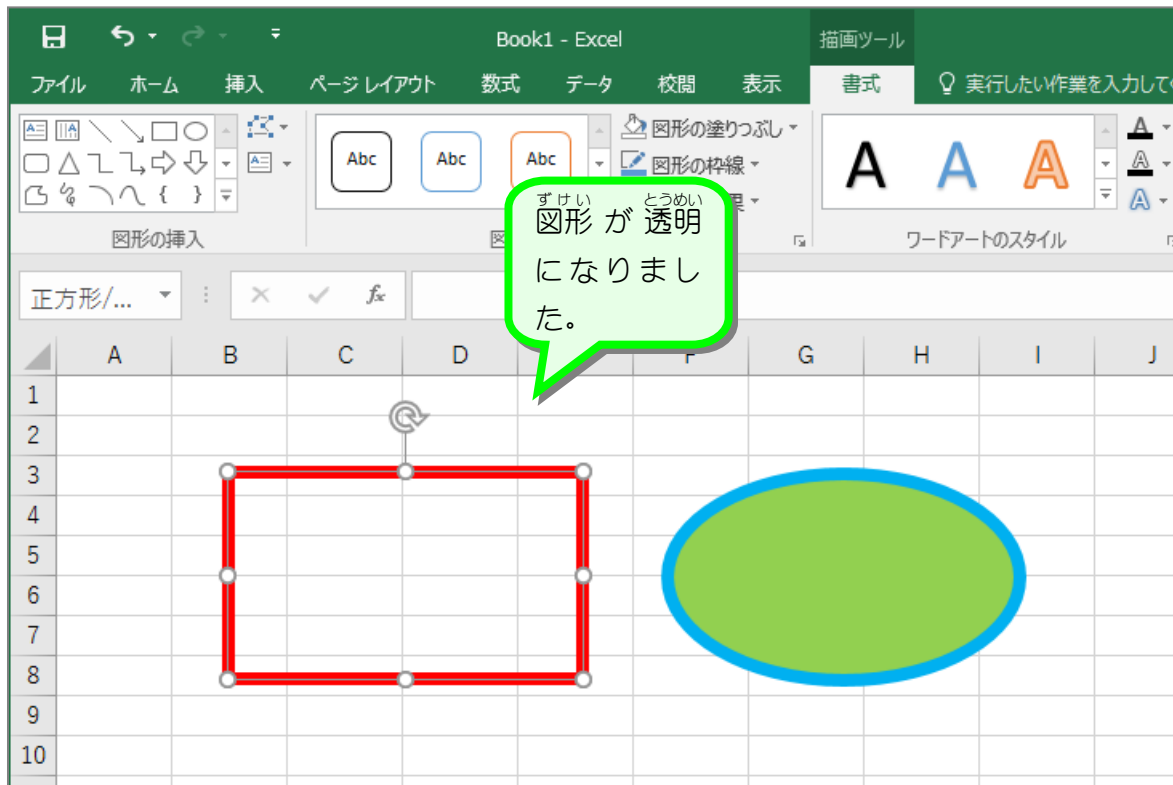 Book1 - Excel
描画ツール
ファイル ホーム 挿入 ページ レイアウト 数式 データ 校閲 表示 書式 実行したい作業を入力して
Abc Abc Abc
図形の塗りつぶし
図形の枠線
A A A
A
A
A
図形の挿入
ワードアートのスタイル
ずけい とうめい
図形 が 透明
になりまし
た。
正方形/...
fx
A B C D F G H I J
1
2
3
4
5
6
7
8
9
10